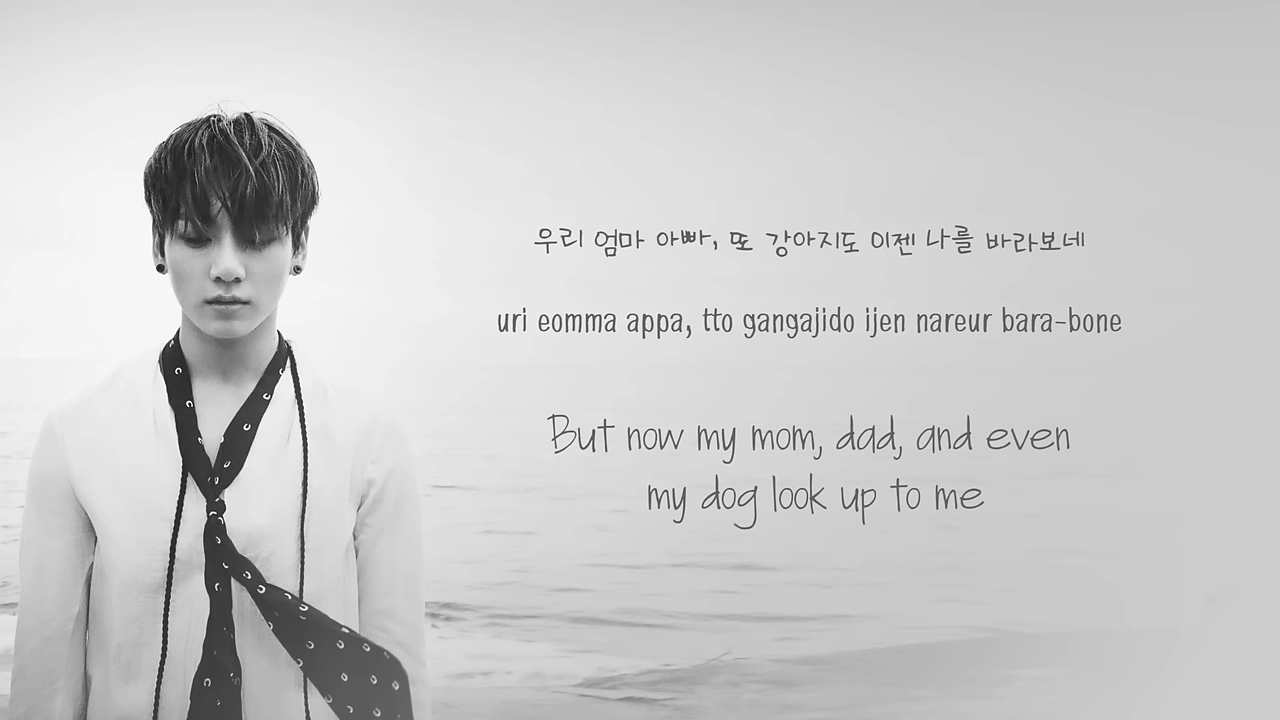 우리 엄마 아빠, 또 강아지도 이젠 나를 바라보네
uri eomma appa, tto gangajido ijen nareur bara-bone
But now my mom, dad, and even
my dog look up to me